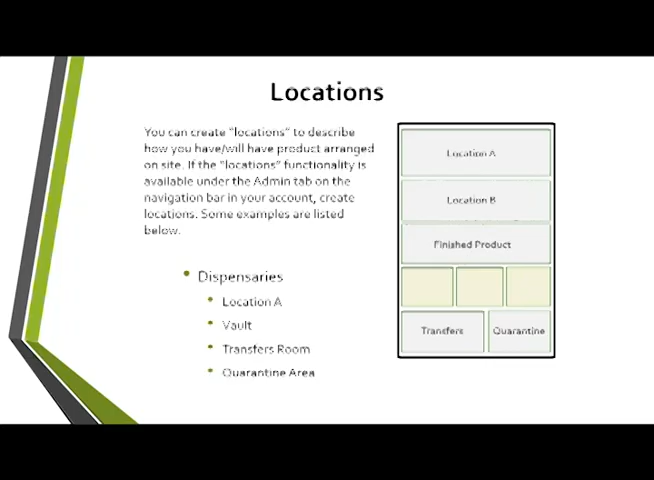 Locations
You can create "locations" to describe
how you have/will have product arranged
on site. If the "locations" functionality is
available under the Admin tab on the
navigation bar in your account, create
locations. Some examples are listed
below.
Dispensaries
Location A
Vault
Transfers Room
Quarantine Area
Location A
Location B
Finished Product
Transfers
Quarantine